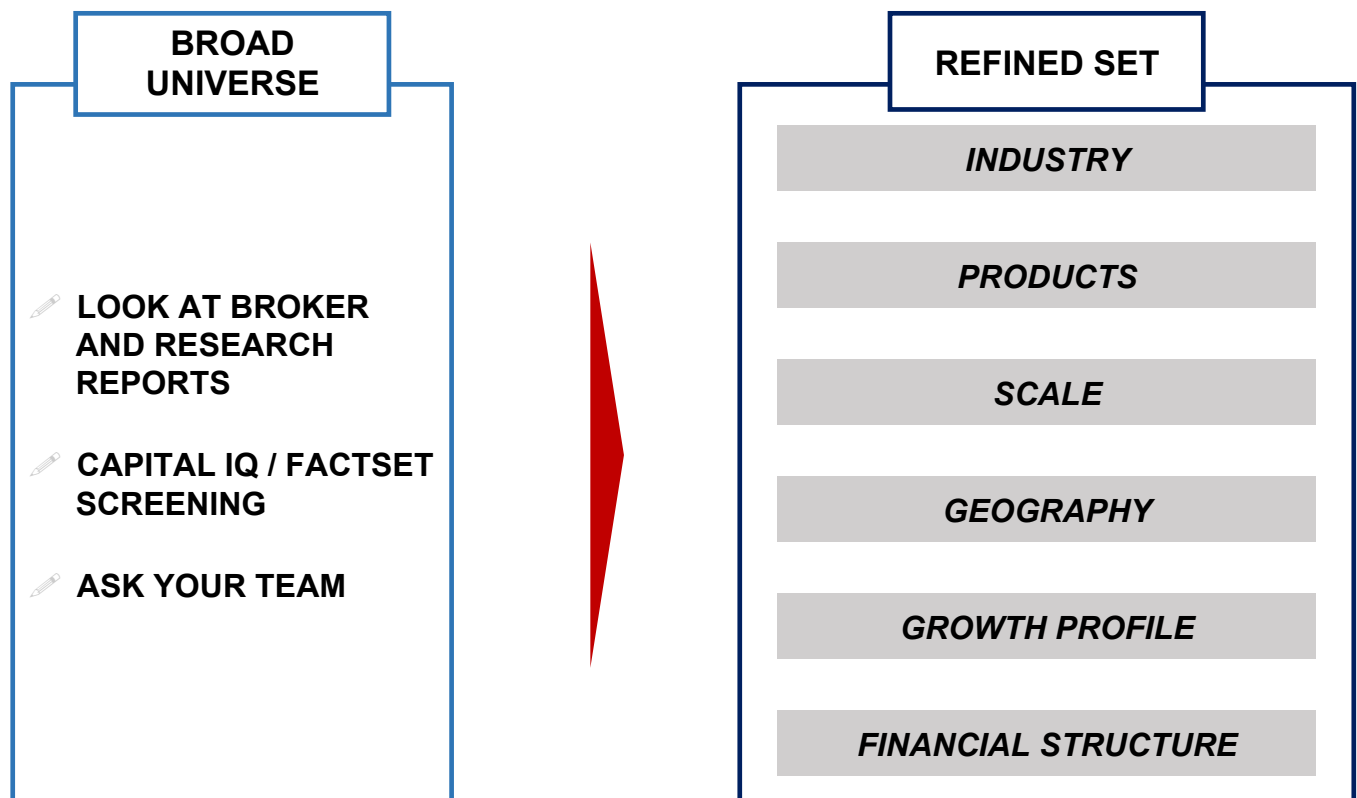 BROAD
UNIVERSE
LOOK AT BROKER
AND RESEARCH
REPORTS
CAPITAL IQ / FACTSET
SCREENING
ASK YOUR TEAM
REFINED SET
INDUSTRY
PRODUCTS
SCALE
GEOGRAPHY
GROWTH PROFILE
FINANCIAL STRUCTURE